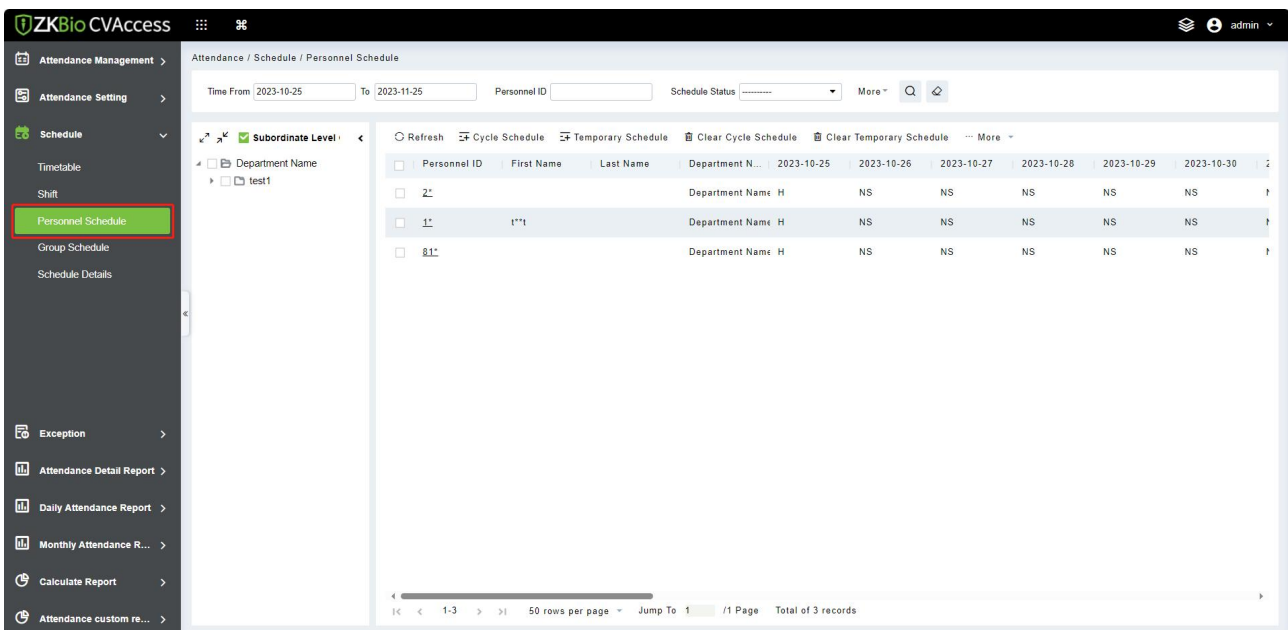 ZKBio CVAccess
admin
Attendance Management
Attendance Setting
Schedule
Timetable
Shift
Personnel Schedule
Group Schedule
Schedule Details
Exception
Attendance Detail Report
Daily Attendance Report
Monthly Attendance R...
Calculate Report
Attendance custom re...
Attendance / Schedule / Personnel Schedule
Time From 2023-10-25 To 2023-11-25 Personnel ID Schedule Status ---------- More
Subordinate Level
Department Name
test1
Refresh Cycle Schedule Temporary Schedule Clear Cycle Schedule Clear Temporary Schedule ··· More
Personnel ID First Name Last Name Department N... 2023-10-25 2023-10-26 2023-10-27 2023-10-28 2023-10-29 2023-10-30 2
2* Department Name H NS NS NS NS NS
1* t**t Department Name H NS NS NS NS NS
81* Department Name H NS NS NS NS NS
1-3 50 rows per page Jump To 1 /1 Page Total of 3 records